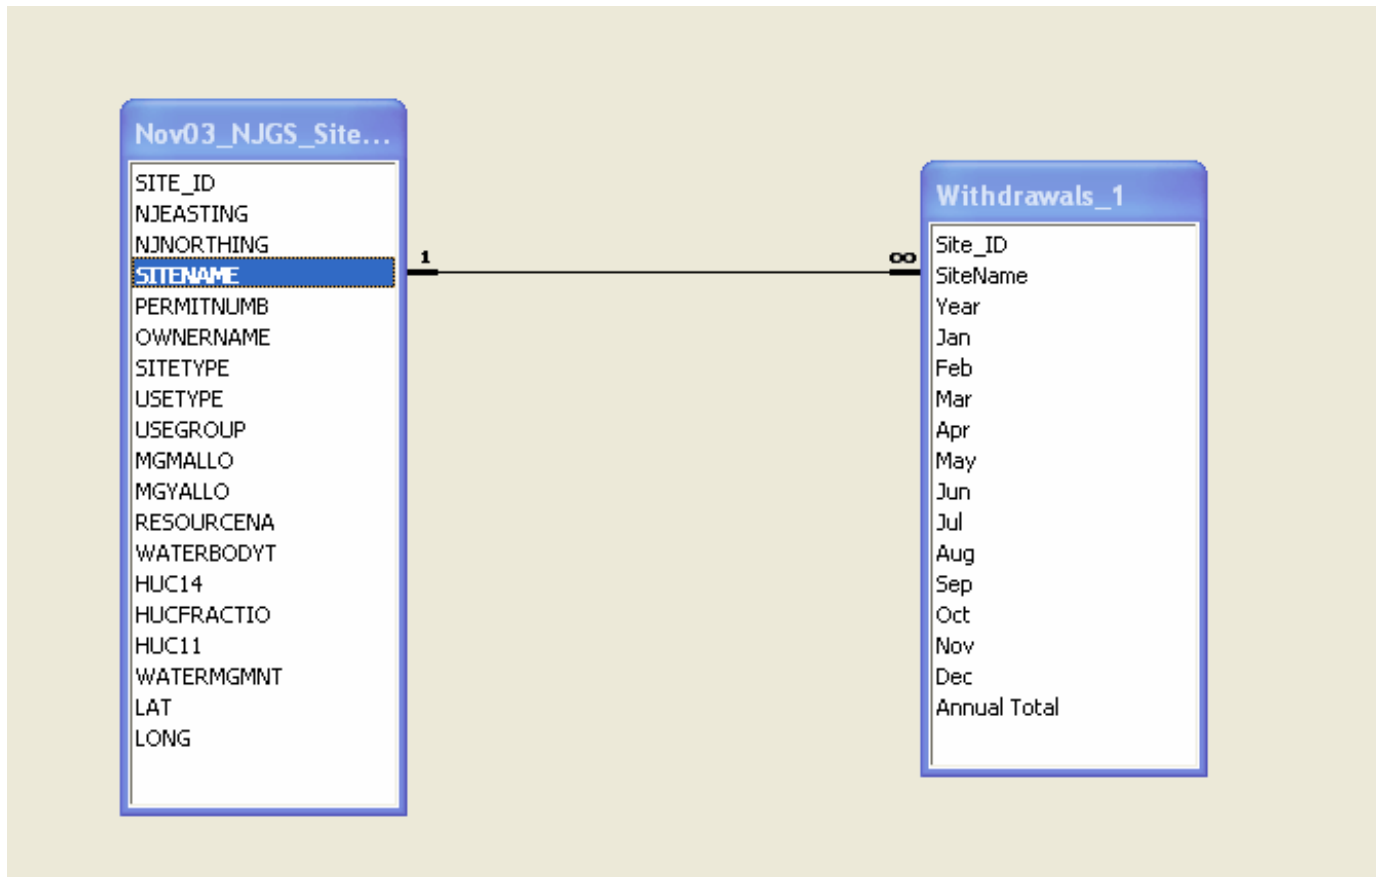 Nov03_NJGS_Site...
SITE_ID
NJEASTING
NJNORTHING
SITENAME
PERMITNUMB
OWNERNAME
SITETYPE
USETYPE
USEGROUP
MGMALLO
MGYALLO
RESOURCENA
WATERBODYT
HUC14
HUCFRACTIO
HUC11
WATERMGMNT
LAT
LONG
1
∞
Withdrawals_1
Site_ID
SiteName
Year
Jan
Feb
Mar
Apr
May
Jun
Jul
Aug
Sep
Oct
Nov
Dec
Annual Total